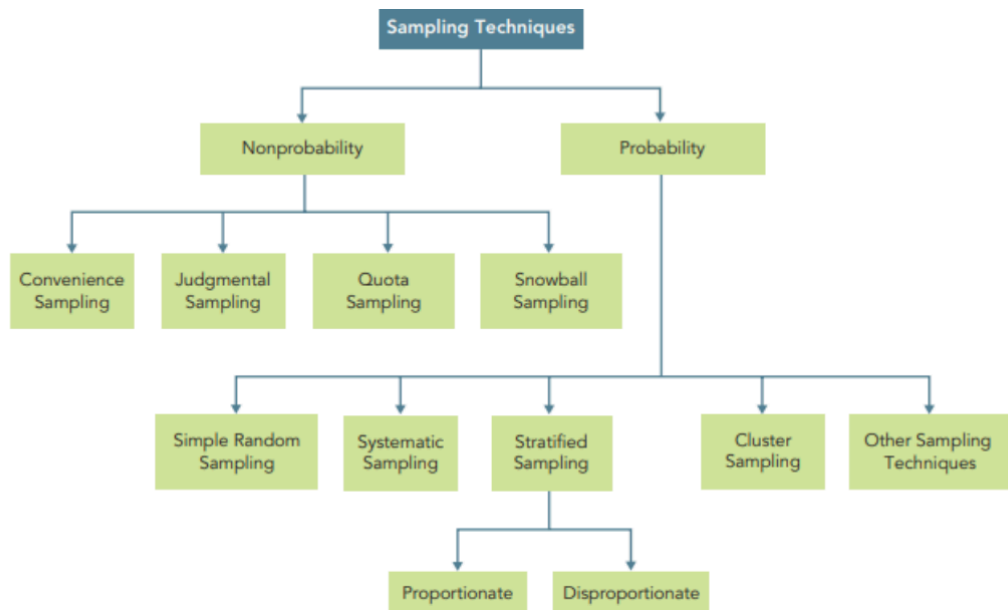 Sampling Techniques
Nonprobability
Probability
Convenience
Sampling
Judgmental
Sampling
Quota
Sampling
Snowball
Sampling
Simple Random
Sampling
Systematic
Sampling
Stratified
Sampling
Cluster
Sampling
Other Sampling
Techniques
Proportionate
Disproportionate